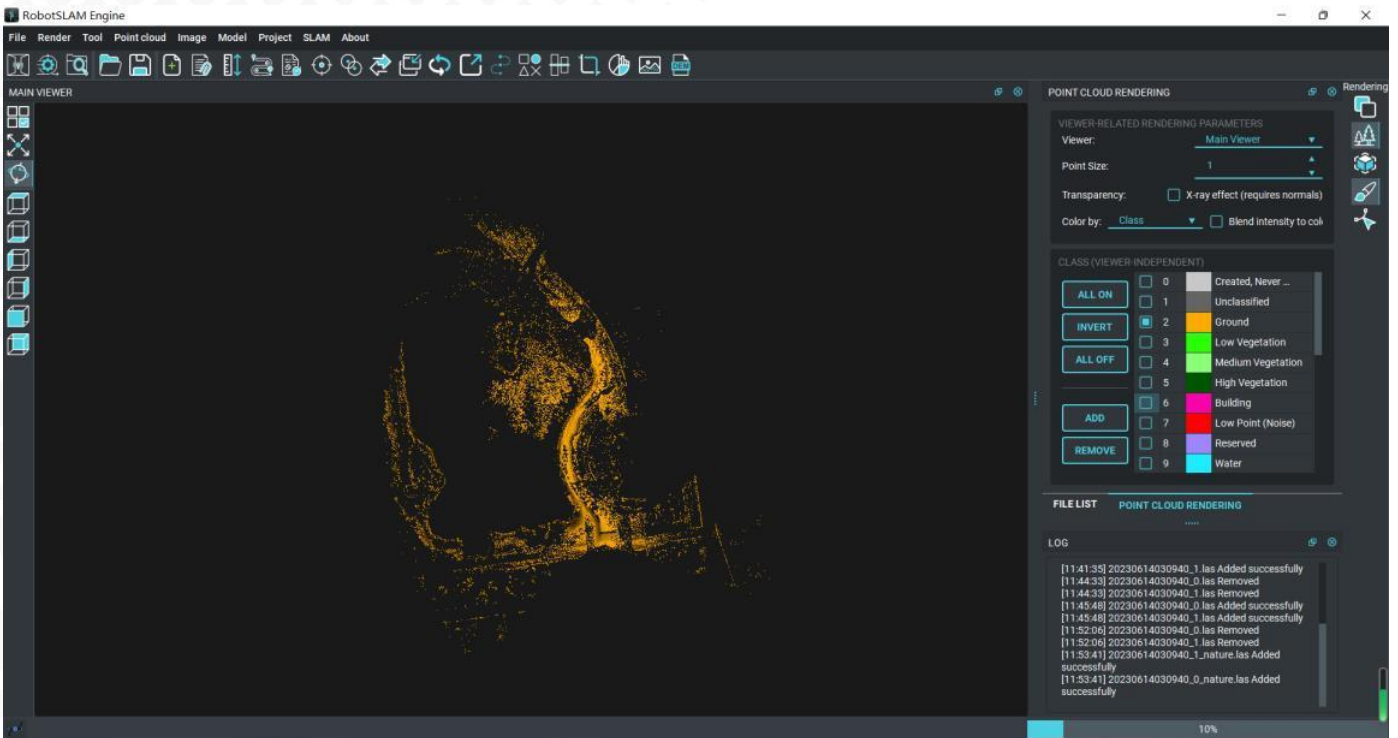 RobotSLAM Engine
File Render Tool Point cloud Image Model Project SLAM About
DEM
MAIN VIEWER
POINT CLOUD RENDERING
Rendering
VIEWER-RELATED RENDERING PARAMETERS
Viewer: Main Viewer
Point Size: 1
Transparency: X-ray effect (requires normals)
Color by: Class Blend intensity to col
CLASS (VIEWER-INDEPENDENT)
ALL ON
INVERT
ALL OFF
ADD
REMOVE
0 Created, Never ...
1 Unclassified
2 Ground
3 Low Vegetation
4 Medium Vegetation
5 High Vegetation
6 Building
7 Low Point (Noise)
8 Reserved
9 Water
FILE LIST POINT CLOUD RENDERING
LOG
[11:41:35] 20230614030940_1.las Added successfully
[11:44:33] 20230614030940_0.las Removed
[11:44:33] 20230614030940_1.las Removed
[11:45:48] 20230614030940_0.las Added successfully
[11:45:48] 20230614030940_1.las Added successfully
[11:52:06] 20230614030940_0.las Removed
[11:52:06] 20230614030940_1.las Removed
[11:53:41] 20230614030940_1_nature.las Added
successfully
[11:53:41] 20230614030940_0_nature.las Added
successfully
10%